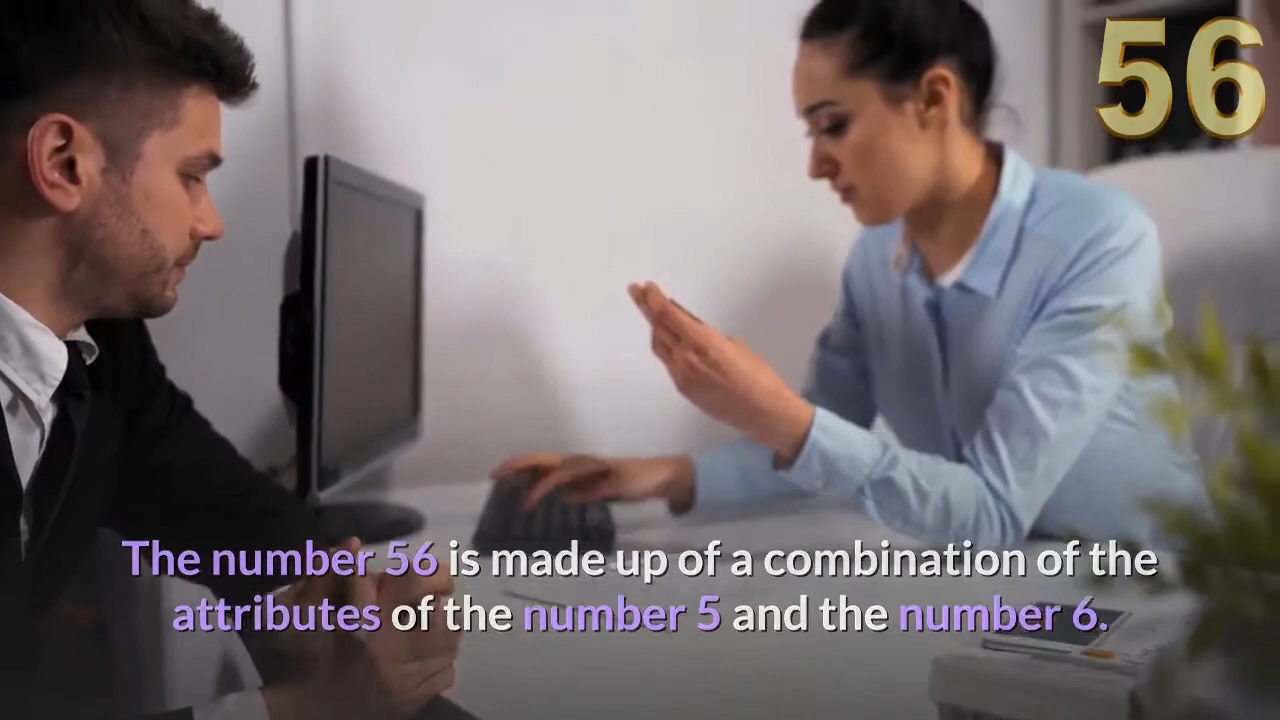 56
The number 56 is made up of a combination of the
attributes of the number 5 and the number 6.